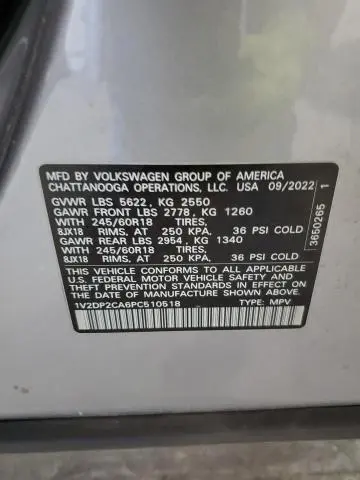 MFD BY VOLKSWAGEN GROUP OF AMERICA
CHATTANOOGA OPERATIONS, LLC. USA 09/2022
GVWR LBS 5622, KG 2550
GAWR FRONT LBS 2778, KG 1260
WITH 245/60R18 TIRES,
8JX18 RIMS, AT 250 KPA, 36 PSI COLD
GAWR REAR LBS 2954, KG 1340
WITH 245/60R18 TIRES,
8JX18 RIMS, AT 250 KPA, 36 PSI COLD
THIS VEHICLE CONFORMS TO ALL APPLICABLE
U.S. FEDERAL MOTOR VEHICLE SAFETY AND
THEFT PREVENTION STANDARDS IN EFFECT ON
THE DATE OF MANUFACTURE SHOWN ABOVE.
1V2DP2CA6PC510518 TYPE: MPV
3650265 1